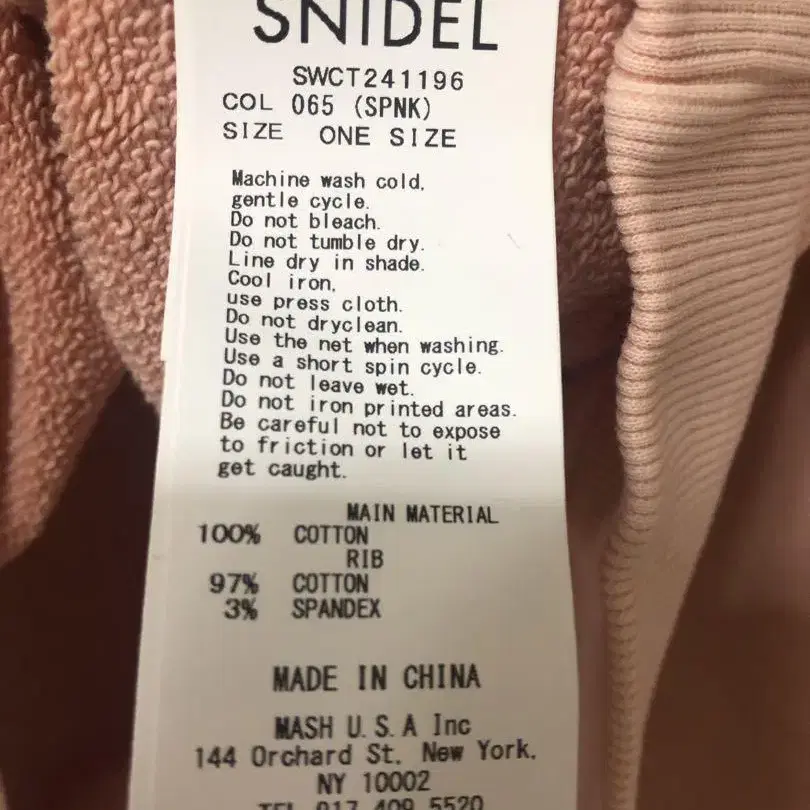 SNIDEL
SWCT241196
COL 065 (SPNK)
SIZE ONE SIZE
Machine wash cold,
gentle cycle.
Do not bleach.
Do not tumble dry.
Line dry in shade.
Cool iron,
use press cloth.
Do not dryclean.
Use the net when washing.
Use a short spin cycle.
Do not leave wet.
Do not iron printed areas.
Be careful not to expose
to friction or let it
get caught.
MAIN MATERIAL
100% COTTON
RIB
97% COTTON
3% SPANDEX
MADE IN CHINA
MASH U.S.A Inc
144 Orchard St. New York.
NY 10002
TEL 917 409 5520